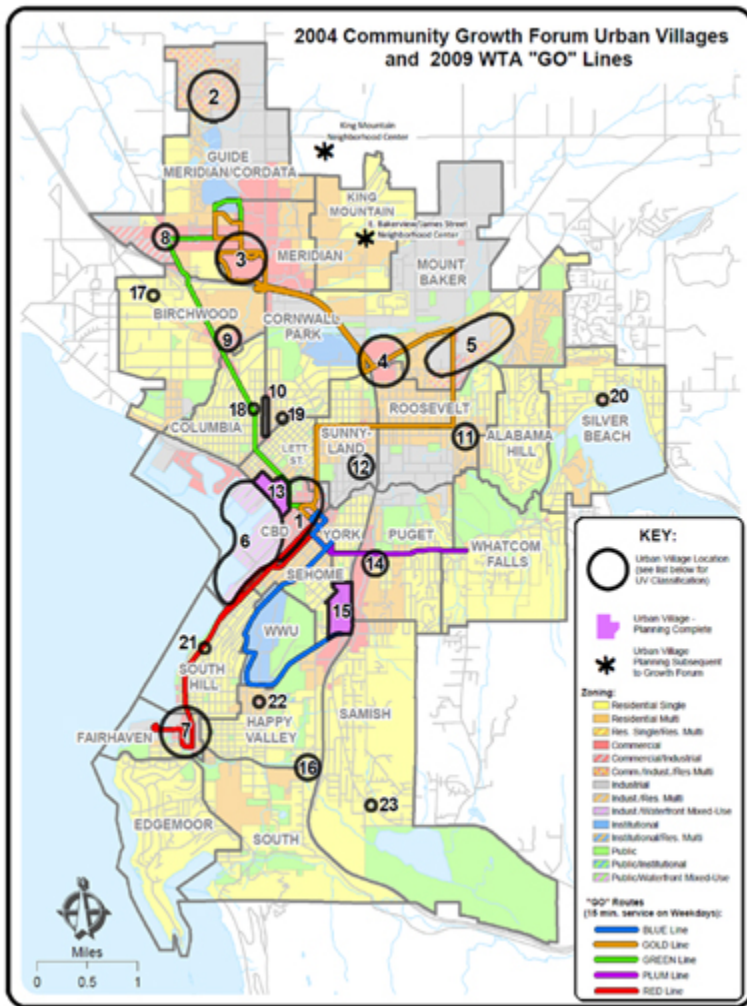 2004 Community Growth Forum Urban Villages
and 2009 WTA "GO" Lines
2
King Mountain
Neighborhood Center
GUIDE
MERIDIAN/CORDATA
KING
MOUNTAIN
E. Bakerview/James Street
Neighborhood Center
8
3
MERIDIAN
MOUNT
BAKER
17
BIRCHWOOD
CORNWALL
PARK
9
4
5
10
18
19
COLUMBIA
ROOSEVELT
20
SILVER
BEACH
LETT.
ST.
SUNNY-
LAND
11
ALABAMA
HILL
12
13
6
CBD
1
YORK
PUGET
WHATCOM
FALLS
SEHOME
14
15
WWU
21
SOUTH
HILL
22
HAPPY
VALLEY
SAMISH
FAIRHAVEN
7
16
23
EDGEMOOR
SOUTH
Miles
0 0.5 1
KEY:
Urban Village Location
(see list below for
UV Classification)
Urban Village -
Planning Complete
Urban Village
Planning Subsequent
to Growth Forum
Zoning:
Residential Single
Residential Multi
Res. Single/Res. Multi
Commercial
Commercial/Industrial
Comm./Indust./Res Multi
Industrial
Indust./Res. Multi
Indust./Waterfront Mixed-Use
Institutional
Institutional/Res. Multi
Public
Public/Institutional
Public/Waterfront Mixed-Use
"GO" Routes
(15 min. service on Weekdays):
BLUE Line
GOLD Line
GREEN Line
PLUM Line
RED Line